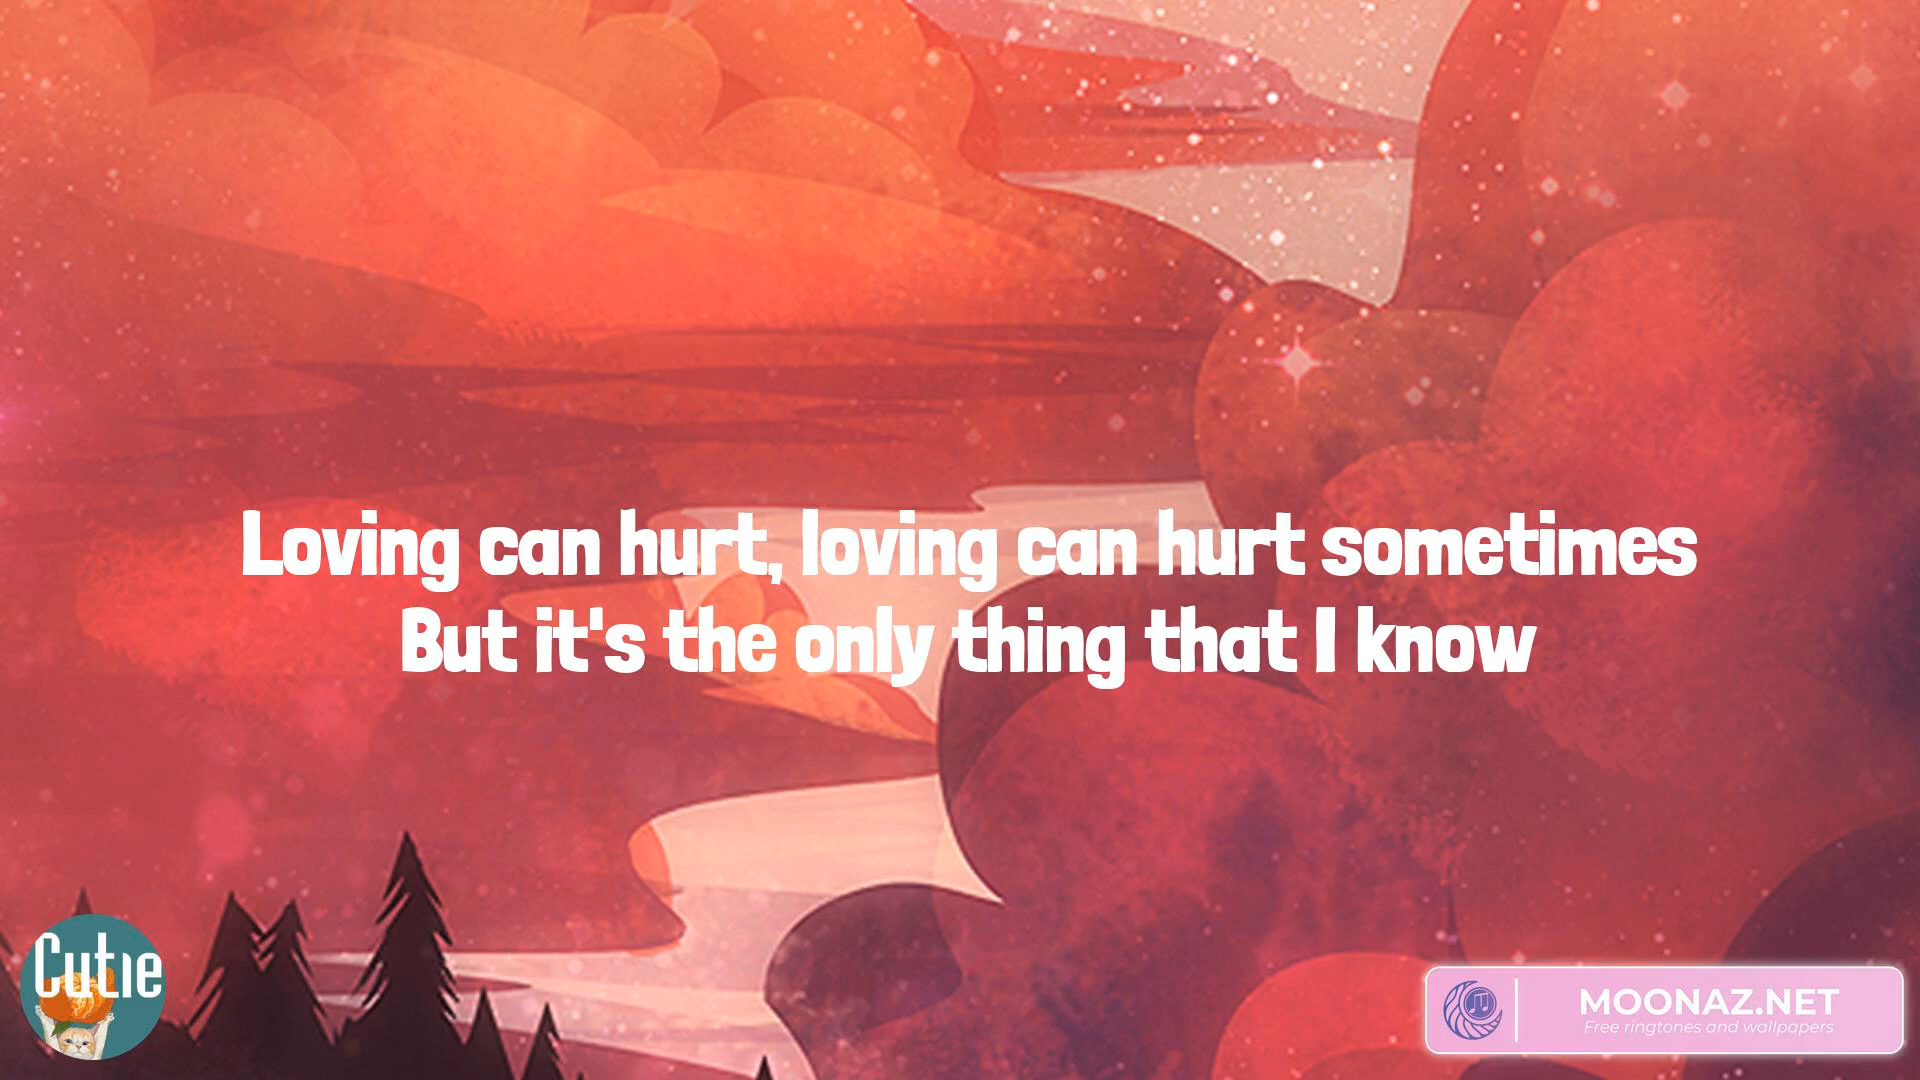 Loving can hurt, loving can hurt sometimes
But it's the only thing that I know
Cutie
MOONAZ.NET
Free ringtones and wallpapers